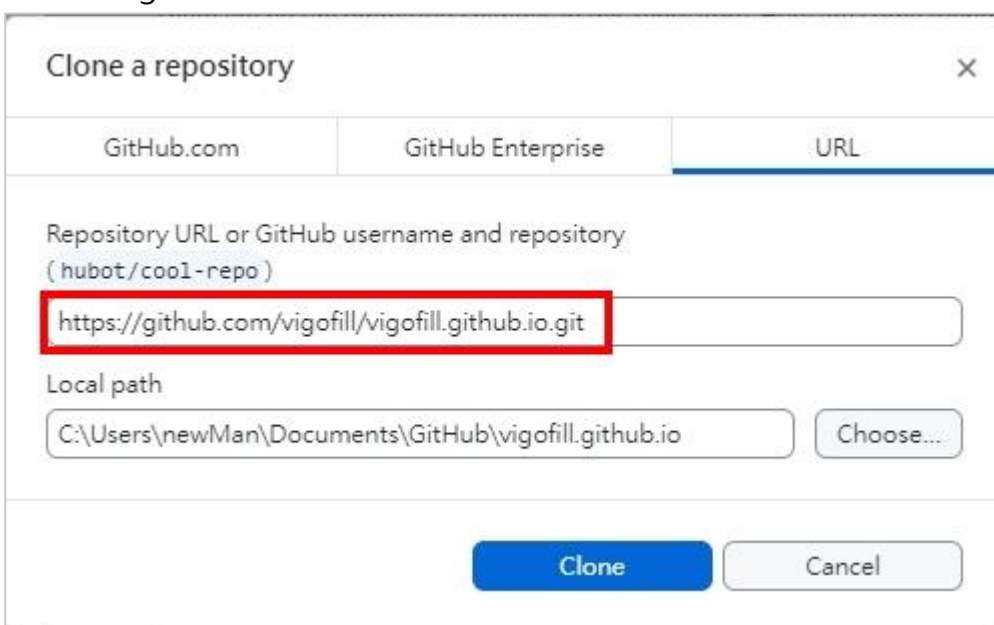 Clone a repository
GitHub.com GitHub Enterprise URL
Repository URL or GitHub username and repository
(hubot/cool-repo)
https://github.com/vigofill/vigofill.github.io.git
Local path
C:\Users\newMan\Documents\GitHub\vigofill.github.io Choose...
Clone Cancel